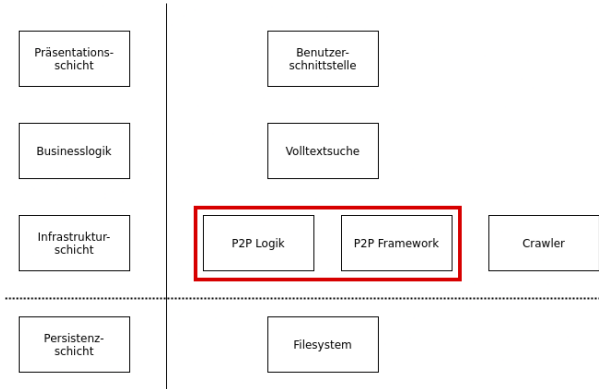 Präsentations-
schicht
Benutzer-
schnittstelle
Businesslogik
Volltextsuche
Infrastruktur-
schicht
P2P Logik
P2P Framework
Crawler
Persistenz-
schicht
Filesystem